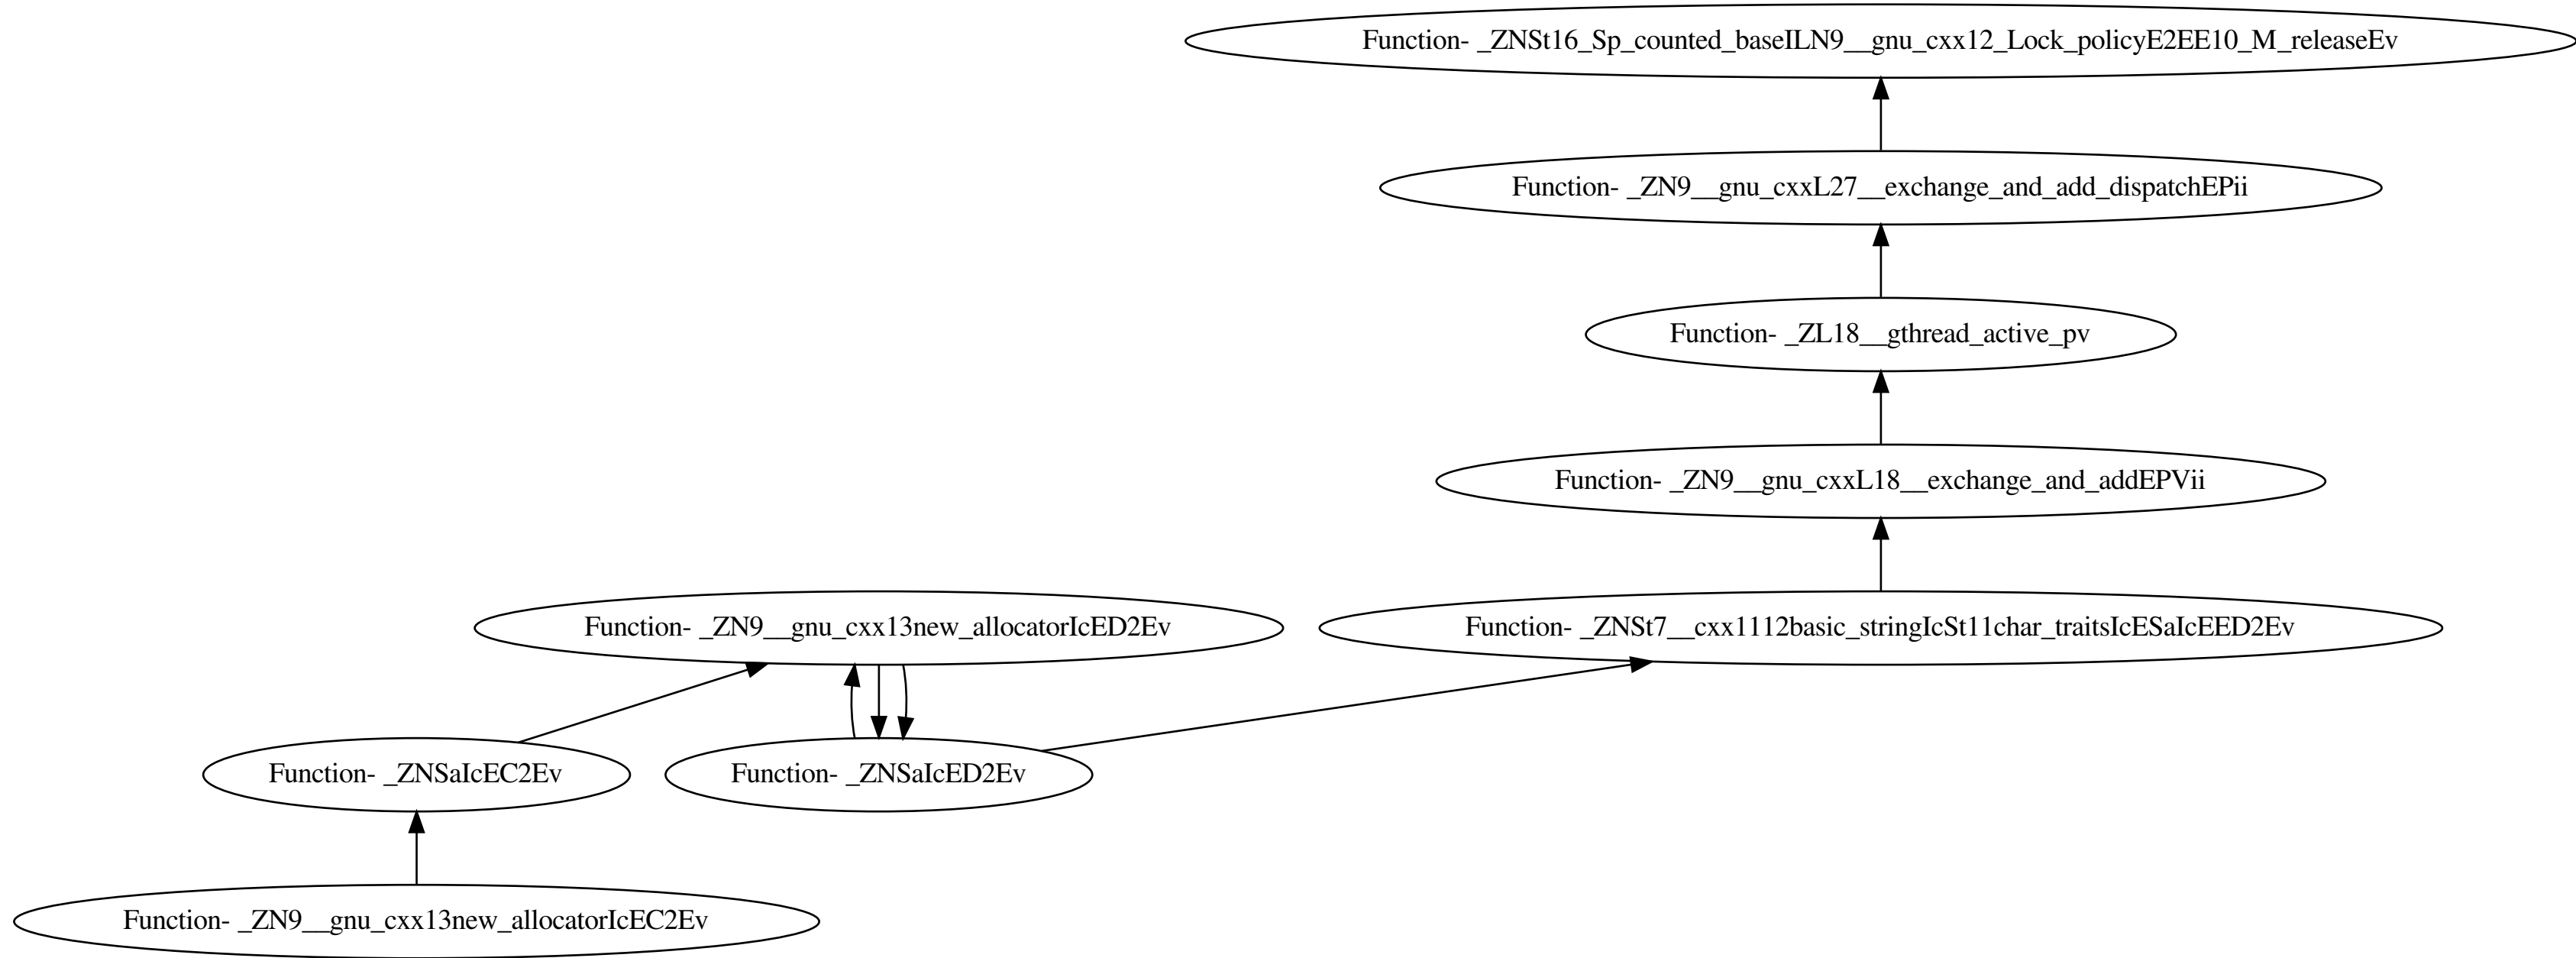 Function- _ZNSt16_Sp_counted_baseILN9__gnu_cxx12_Lock_policyE2EE10_M_releaseEv
Function- _ZN9__gnu_cxxL27__exchange_and_add_dispatchEPii
Function- _ZL18__gthread_active_pv
Function- _ZN9__gnu_cxxL18__exchange_and_addEPVii
Function- _ZN9__gnu_cxx13new_allocatorIcED2Ev
Function- _ZNSt7__cxx1112basic_stringIcSt11char_traitsIcESaIcEED2Ev
Function- _ZNSaIcEC2Ev
Function- _ZNSaIcED2Ev
Function- _ZN9__gnu_cxx13new_allocatorIcEC2Ev